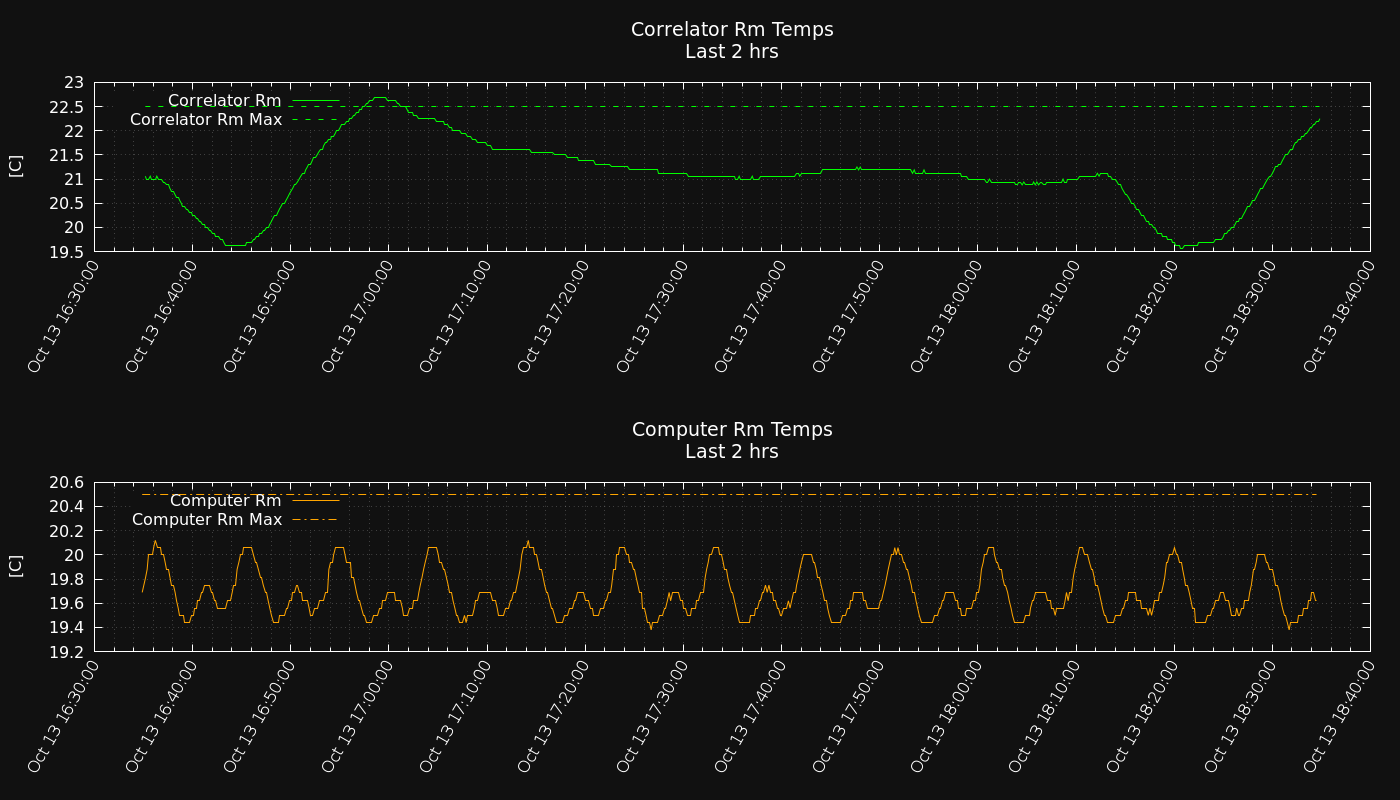 Correlator Rm Temps
Last 2 hrs
23
22.5
22
21.5
21
20.5
20
19.5
[C]
Correlator Rm
Correlator Rm Max
Oct 13 16:30:00
Oct 13 16:40:00
Oct 13 16:50:00
Oct 13 17:00:00
Oct 13 17:10:00
Oct 13 17:20:00
Oct 13 17:30:00
Oct 13 17:40:00
Oct 13 17:50:00
Oct 13 18:00:00
Oct 13 18:10:00
Oct 13 18:20:00
Oct 13 18:30:00
Oct 13 18:40:00
Computer Rm Temps
Last 2 hrs
20.6
20.4
20.2
20
19.8
19.6
19.4
19.2
[C]
Computer Rm
Computer Rm Max
Oct 13 16:30:00
Oct 13 16:40:00
Oct 13 16:50:00
Oct 13 17:00:00
Oct 13 17:10:00
Oct 13 17:20:00
Oct 13 17:30:00
Oct 13 17:40:00
Oct 13 17:50:00
Oct 13 18:00:00
Oct 13 18:10:00
Oct 13 18:20:00
Oct 13 18:30:00
Oct 13 18:40:00